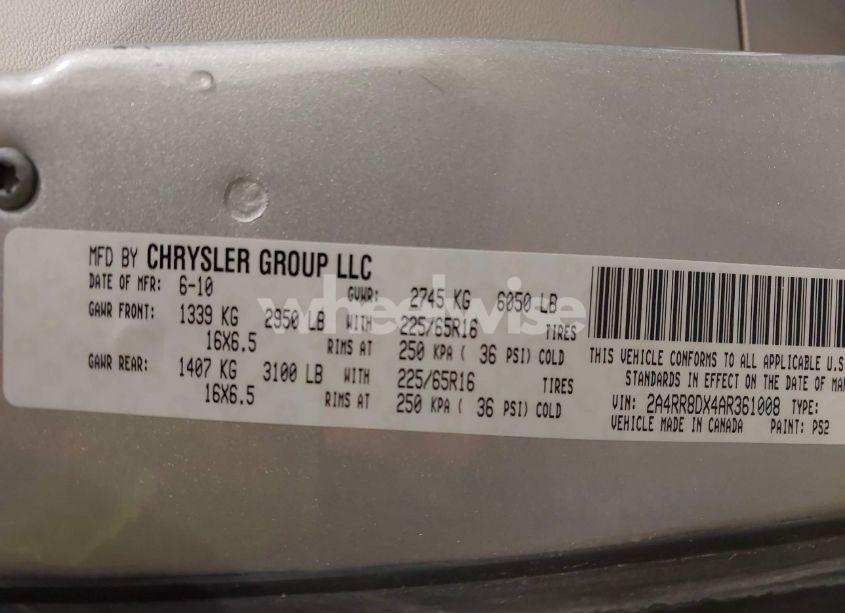 MFD BY CHRYSLER GROUP LLC
DATE OF MFR: 6-10 GVWR: 2745 KG 6050 LB
GAWR FRONT: 1339 KG 2950 LB WITH 225/65R16 TIRES
16X6.5 RIMS AT 250 KPA ( 36 PSI) COLD
GAWR REAR: 1407 KG 3100 LB WITH 225/65R16 TIRES
16X6.5 RIMS AT 250 KPA ( 36 PSI) COLD
THIS VEHICLE CONFORMS TO ALL APPLICABLE U.S
STANDARDS IN EFFECT ON THE DATE OF MAN
VIN: 2A4RR8DX4AR361008 TYPE:
VEHICLE MADE IN CANADA PAINT: PS2
wheelwise